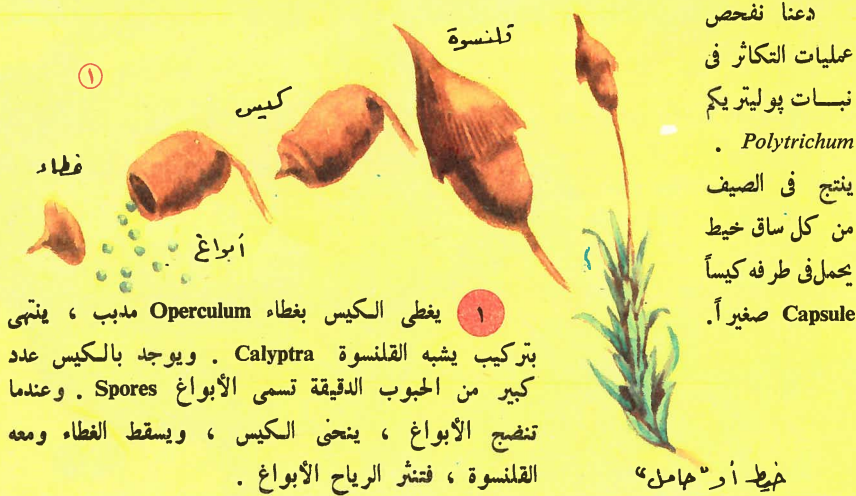 دعنا نفحص
عمليات التكاثر فى
نبـــات پوليتريكم
Polytrichum .
ينتج فى الصيف
من كل ساق خيط
يحمل فى طرفه كيساً
Capsule صغيراً .
قلنسوة
١
كيس
غطاء
أبواغ
١ يغطى الكيس بغطاء Operculum مدبب ، ينتهى
بتركيب يشبه القلنسوة Calyptra . ويوجد بالكيس عدد
كبير من الحبوب الدقيقة تسمى الأبواغ Spores . وعندما
تنضج الأبواغ ، ينحنى الكيس ، ويسقط الغطاء ومعه
القلنسوة ، فتنثر الرياح الأبواغ .
خيط أو "حامل"